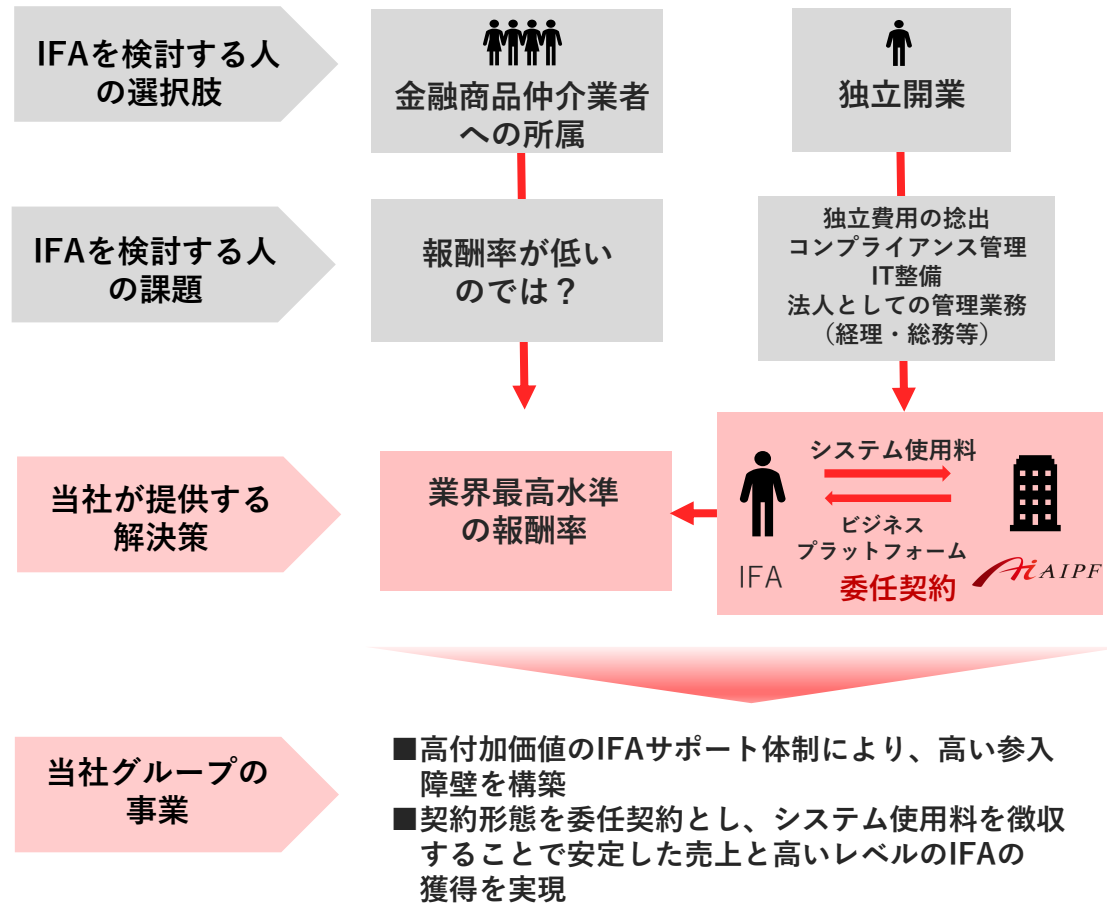 IFAを検討する人
の選択肢
金融商品仲介業者
への所属
独立開業
IFAを検討する人
の課題
報酬率が低い
のでは？
独立費用の捻出
コンプライアンス管理
IT整備
法人としての管理業務
（経理・総務等）
当社が提供する
解決策
業界最高水準
の報酬率
システム使用料
ビジネス
プラットフォーム
IFA
委任契約
Ai AIPF
当社グループの
事業
■高付加価値のIFAサポート体制により、高い参入
障壁を構築
■契約形態を委任契約とし、システム使用料を徴収
することで安定した売上と高いレベルのIFAの
獲得を実現